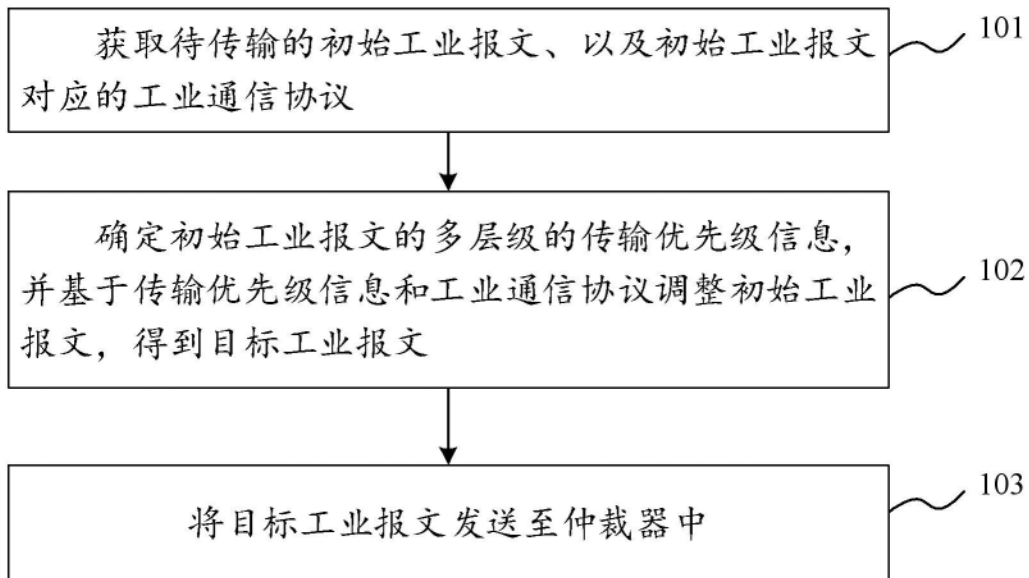 获取待传输的初始工业报文、以及初始工业报文
对应的工业通信协议
101
确定初始工业报文的多层级的传输优先级信息,
并基于传输优先级信息和工业通信协议调整初始工业
报文，得到目标工业报文
102
将目标工业报文发送至仲裁器中
103